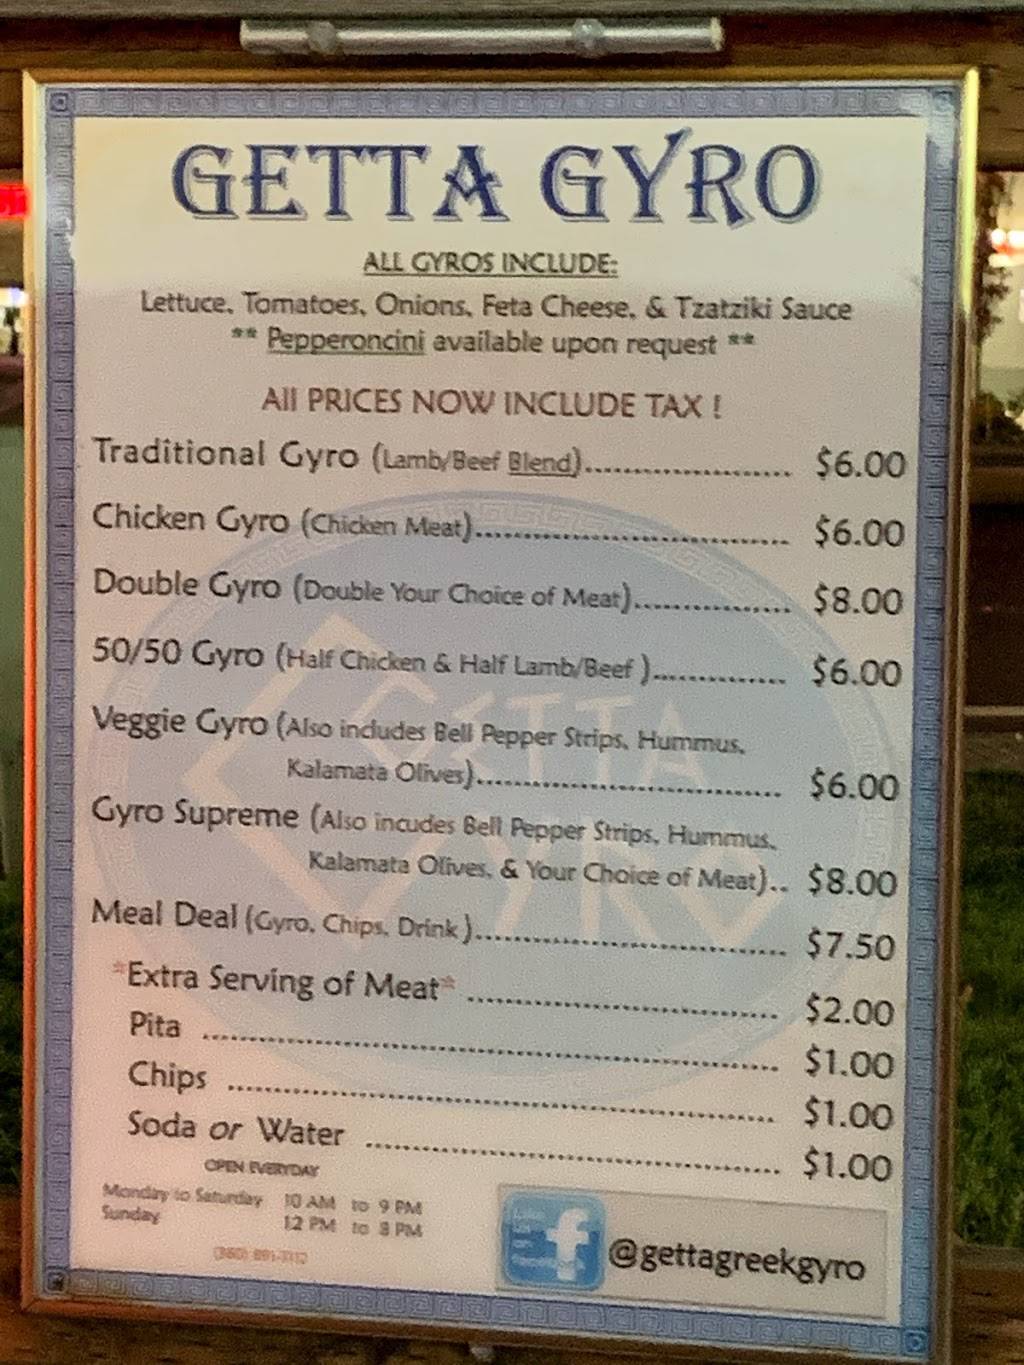 GETTA GYRO
ALL GYROS INCLUDE:
Lettuce, Tomatoes, Onions, Feta Cheese, & Tzatziki Sauce
** Pepperoncini available upon request **
All PRICES NOW INCLUDE TAX !
Traditional Gyro (Lamb/Beef Blend)..................... $6.00
Chicken Gyro (Chicken Meat)................................ $6.00
Double Gyro (Double Your Choice of Meat)................ $8.00
50/50 Gyro (Half Chicken & Half Lamb/Beef )............. $6.00
Veggie Gyro (Also includes Bell Pepper Strips, Hummus,
Kalamata Olives)............................... $6.00
Gyro Supreme (Also incudes Bell Pepper Strips, Hummus,
Kalamata Olives, & Your Choice of Meat).. $8.00
Meal Deal (Gyro, Chips, Drink )............................... $7.50
*Extra Serving of Meat* ............................... $2.00
Pita ......................................................... $1.00
Chips ....................................................... $1.00
Soda or Water ......................................... $1.00
OPEN EVERYDAY
Monday to Saturday 10 AM to 9 PM
Sunday 12 PM to 8 PM
@gettagreekgyro
GETTA
GYRO